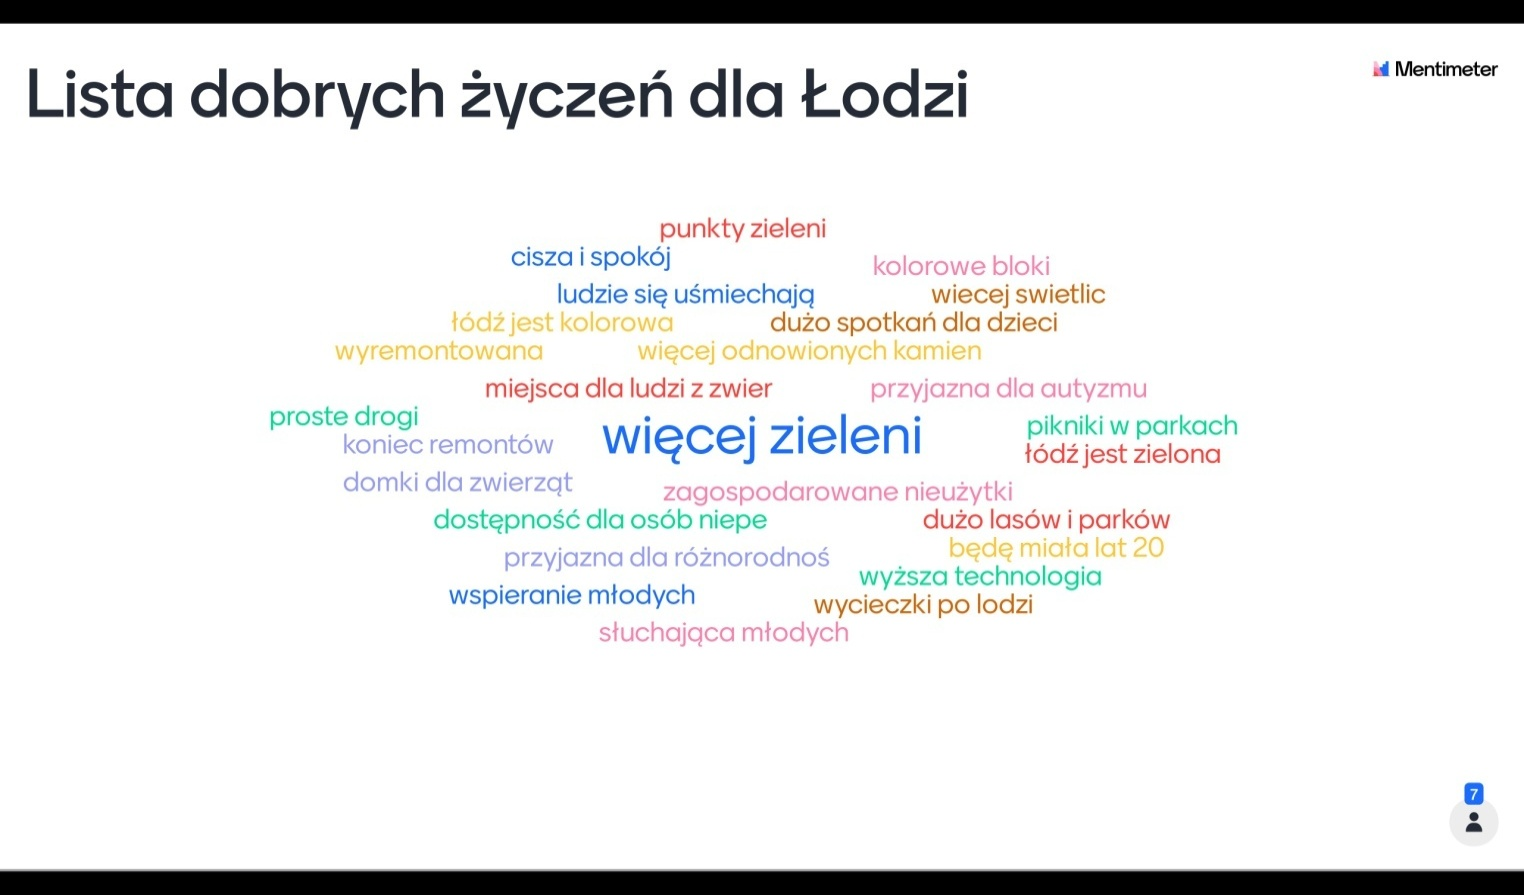 Lista dobrych życzeń dla Łodzi
Mentimeter
punkty zieleni
cisza i spokój
kolorowe bloki
ludzie się uśmiechają
wiecej swietlic
łódź jest kolorowa
dużo spotkań dla dzieci
wyremontowana
więcej odnowionych kamien
miejsca dla ludzi z zwier
przyjazna dla autyzmu
proste drogi
więcej zieleni
pikniki w parkach
koniec remontów
łódź jest zielona
domki dla zwierząt
zagospodarowane nieużytki
dostępność dla osób niepe
dużo lasów i parków
będę miała lat 20
przyjazna dla różnorodnoś
wyższa technologia
wspieranie młodych
wycieczki po lodzi
słuchająca młodych
7